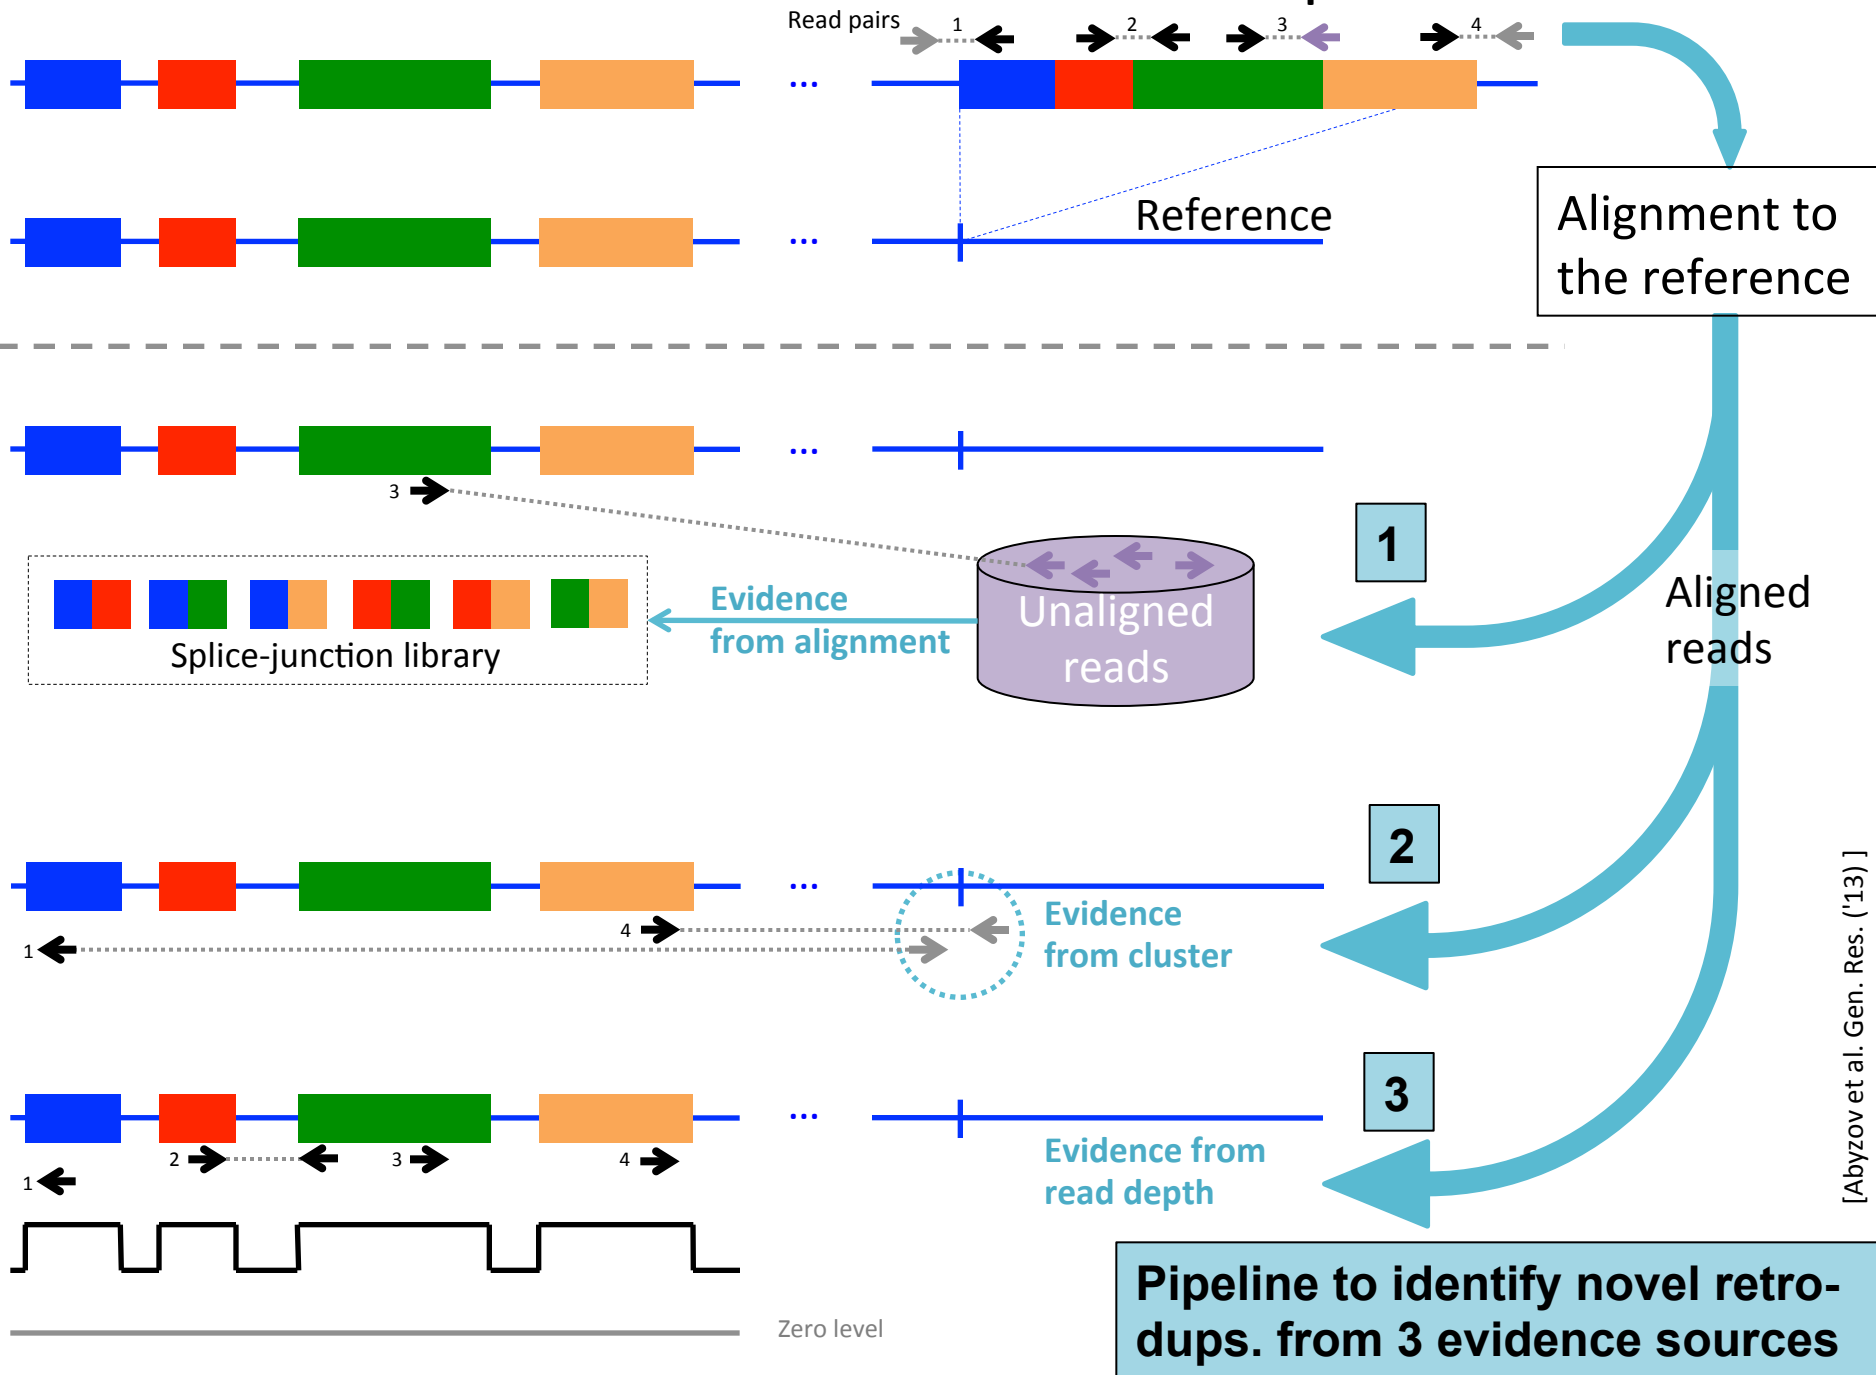 Read pairs
1
2
3
4
...
Reference
...
Alignment to
the reference
...
3
1
Evidence
from alignment
Unaligned
reads
Splice-junction library
Aligned
reads
2
...
4
1
Evidence
from cluster
[Abyzov et al. Gen. Res. ('13) ]
3
...
2
3
4
1
Evidence from
read depth
Pipeline to identify novel retro-
dups. from 3 evidence sources
Zero level